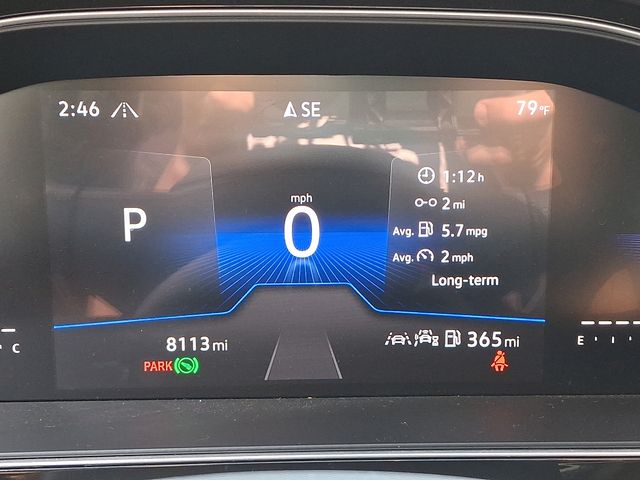 2:46 SE 79°F
1:12 h
mph
2 mi
P 0
Avg. 5.7 mpg
Avg. 2 mph
Long-term
8113 mi 365 mi
C E
PARK